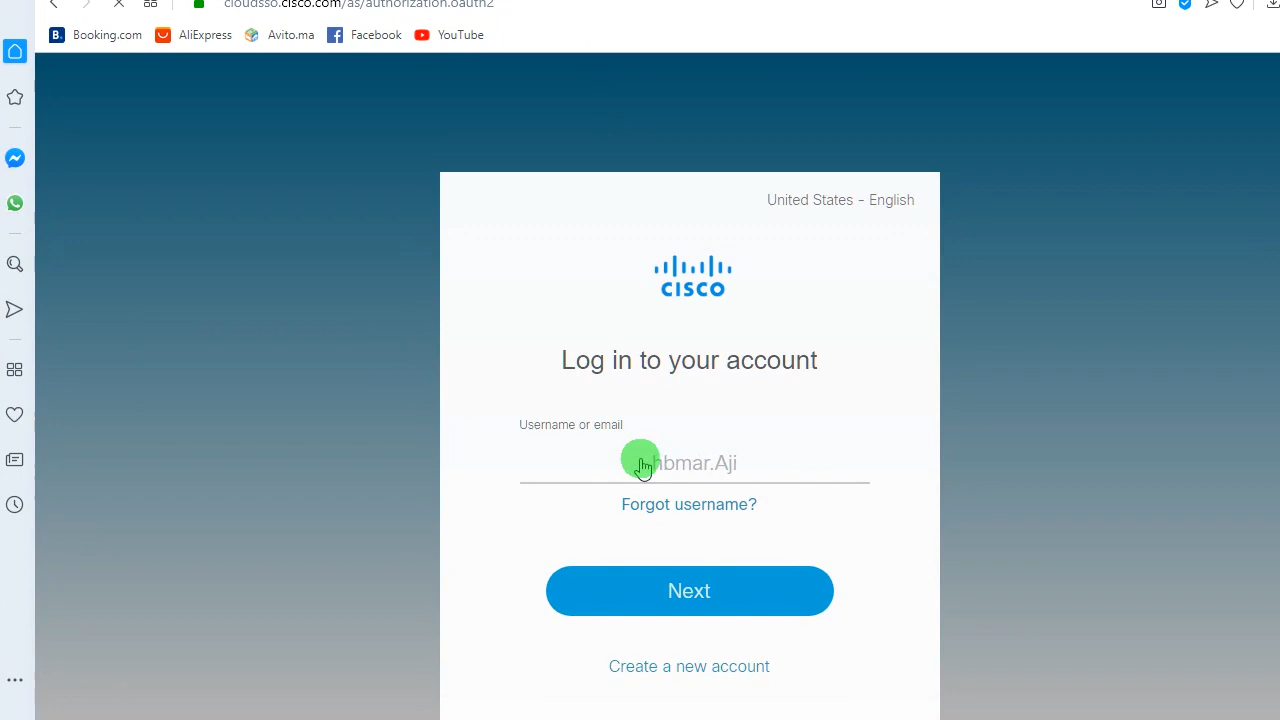 cloudsso.cisco.com/as/authorization.oauth2
B. Booking.com AliExpress Avito.ma Facebook YouTube
United States - English
CISCO
Log in to your account
Username or email
hbmar.Aji
Forgot username?
Next
Create a new account